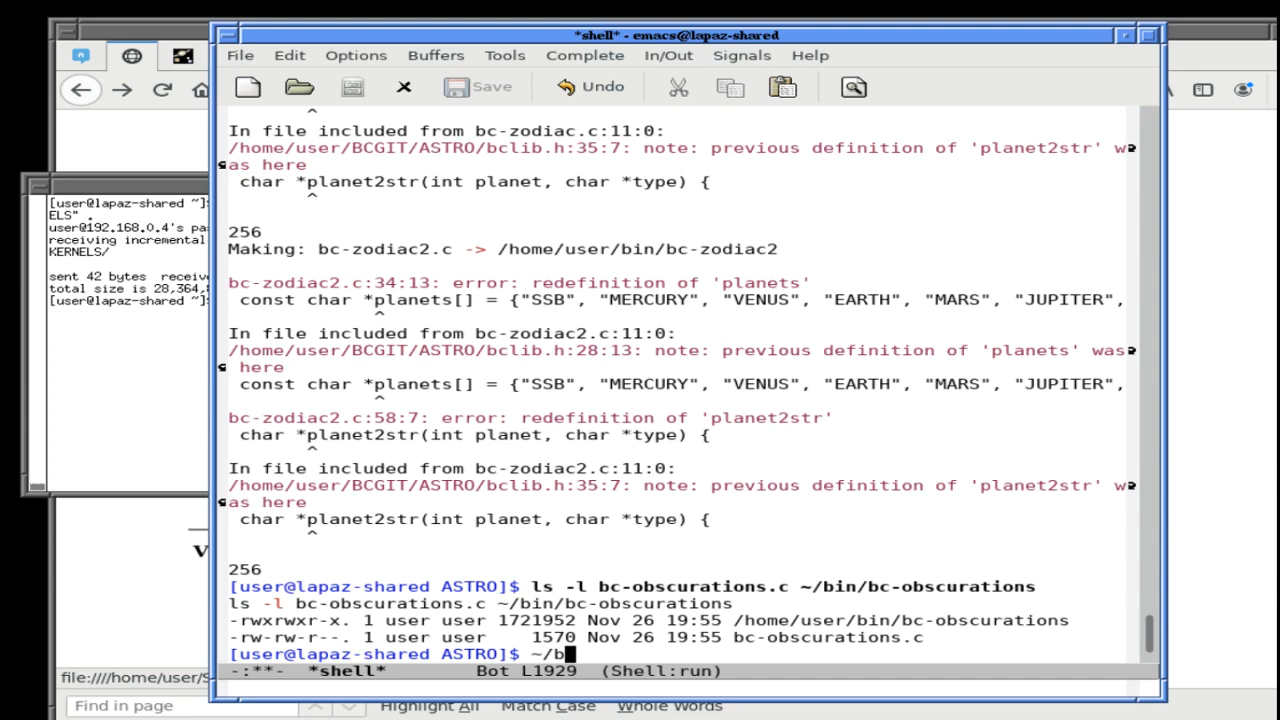 *shell* - emacs@lapaz-shared
File Edit Options Buffers Tools Complete In/Out Signals Help
Save Undo
^
In file included from bc-zodiac.c:11:0:
/home/user/BCGIT/ASTRO/bclib.h:35:7: note: previous definition of 'planet2str' w
as here
char *planet2str(int planet, char *type) {
^
256
Making: bc-zodiac2.c -> /home/user/bin/bc-zodiac2
bc-zodiac2.c:34:13: error: redefinition of 'planets'
const char *planets[] = {"SSB", "MERCURY", "VENUS", "EARTH", "MARS", "JUPITER",
^
In file included from bc-zodiac2.c:11:0:
/home/user/BCGIT/ASTRO/bclib.h:28:13: note: previous definition of 'planets' was
here
const char *planets[] = {"SSB", "MERCURY", "VENUS", "EARTH", "MARS", "JUPITER",
^
bc-zodiac2.c:58:7: error: redefinition of 'planet2str'
char *planet2str(int planet, char *type) {
^
In file included from bc-zodiac2.c:11:0:
/home/user/BCGIT/ASTRO/bclib.h:35:7: note: previous definition of 'planet2str' w
as here
char *planet2str(int planet, char *type) {
^
256
[user@lapaz-shared ASTRO]$ ls -l bc-obscurations.c ~/bin/bc-obscurations
ls -l bc-obscurations.c ~/bin/bc-obscurations
-rwxrwxr-x. 1 user user 1721952 Nov 26 19:55 /home/user/bin/bc-obscurations
-rw-rw-r--. 1 user user 1570 Nov 26 19:55 bc-obscurations.c
[user@lapaz-shared ASTRO]$ ~/b
-:**- *shell* Bot L1929 (Shell:run)
[user@lapaz-shared ~]
ELS" .
user@192.168.0.4's pa
receiving incremental
KERNELS/
sent 42 bytes receiv
total size is 28,364,
[user@lapaz-shared ~]
V
file:////home/user/S
Find in page Highlight All Match Case Whole Words